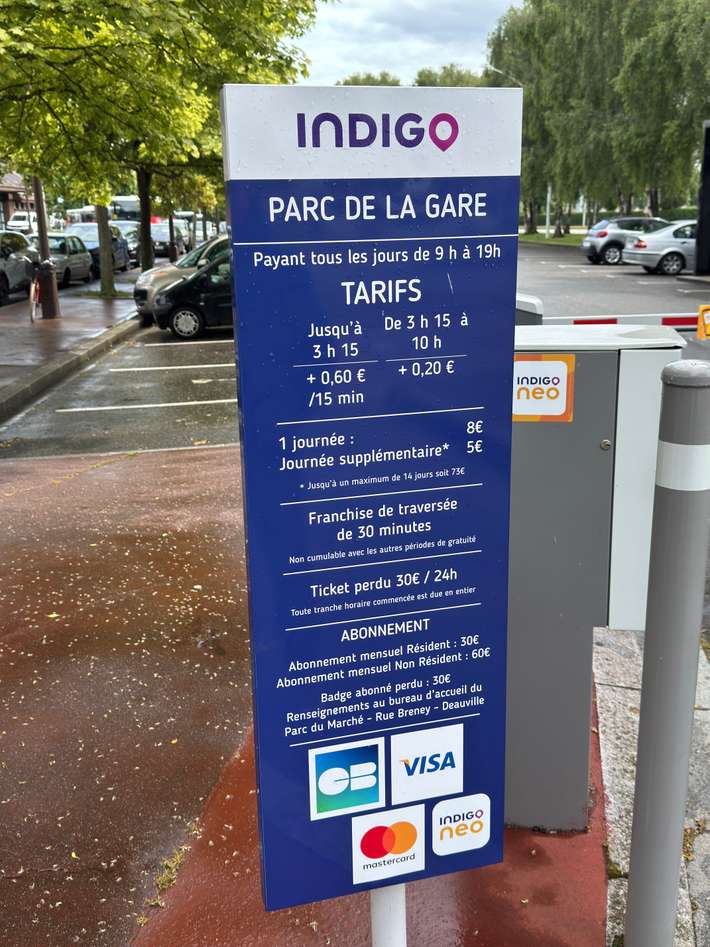 INDIGO
PARC DE LA GARE
Payant tous les jours de 9 h à 19h
TARIFS
Jusqu'à
3 h 15
+ 0,60 €
/15 min
De 3 h 15 à
10 h
+ 0,20 €
1 journée : 8€
Journée supplémentaire* 5€
* Jusqu'à un maximum de 14 jours soit 73€
Franchise de traversée
de 30 minutes
Non cumulable avec les autres périodes de gratuité
Ticket perdu 30€ / 24h
Toute tranche horaire commencée est due en entier
ABONNEMENT
Abonnement mensuel Résident : 30€
Abonnement mensuel Non Résident : 60€
Badge abonné perdu : 30€
Renseignements au bureau d'accueil du
Parc du Marché - Rue Breney - Deauville
CB
VISA
mastercard
INDIGO
neo
INDIGO
neo